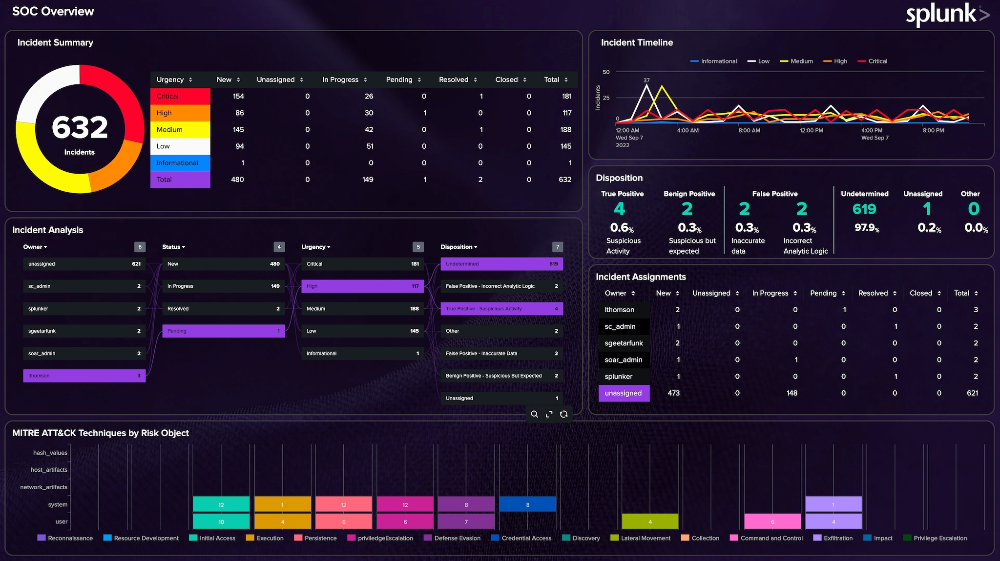 SOC Overview
splunk>
Incident Summary
632
Incidents
Urgency New Unassigned In Progress Pending Resolved Closed Total
Critical 154 0 26 0 1 0 181
High 86 0 30 1 0 0 117
Medium 145 0 42 0 1 0 188
Low 94 0 51 0 0 0 145
Informational 1 0 0 0 0 0 1
Total 480 0 149 1 2 0 632
Incident Timeline
Informational Low Medium High Critical
Incidents
50
37
25
0
12:00 AM 4:00 AM 8:00 AM 12:00 PM 4:00 PM 8:00 PM
Wed Sep 7 Wed Sep 7
2022
Disposition
True Positive Benign Positive False Positive Undetermined Unassigned Other
4 2 2 2 619 1 0
0.6% 0.3% 0.3% 0.3% 97.9% 0.2% 0.0%
Suspicious Suspicious but Inaccurate Incorrect
Activity expected data Analytic Logic
Incident Analysis
Owner 6 Status 4 Urgency 5 Disposition 7
unassigned 621 New 480 Critical 181 Undetermined 619
sc_admin 2 In Progress 149 High 117 False Positive - Incorrect Analytic Logic 2
splunker 2 Resolved 2 Medium 188 True Positive - Suspicious Activity 4
sgeetarfunk 2 Pending 1 Low 145 Other 2
soar_admin 2 Informational 1 False Positive - Inaccurate Data 2
lthomson 3 Benign Positive - Suspicious But Expected 2
Unassigned 1
Incident Assignments
Owner New Unassigned In Progress Pending Resolved Closed Total
lthomson 2 0 0 1 0 0 3
sc_admin 1 0 0 0 1 0 2
sgeetarfunk 2 0 0 0 0 0 2
soar_admin 1 0 1 0 0 0 2
splunker 1 0 0 0 1 0 2
unassigned 473 0 148 0 0 0 621
MITRE ATT&CK Techniques by Risk Object
hash_values
host_artifacts
network_artifacts
system 12 1 12 12 8 8 1
user 10 4 6 6 7 4 6 4
Reconnaissance Resource Development Initial Access Execution Persistence priviledgeEscalation Defense Evasion Credential Access Discovery Lateral Movement Collection Command and Control Exfiltration Impact Privilege Escalation